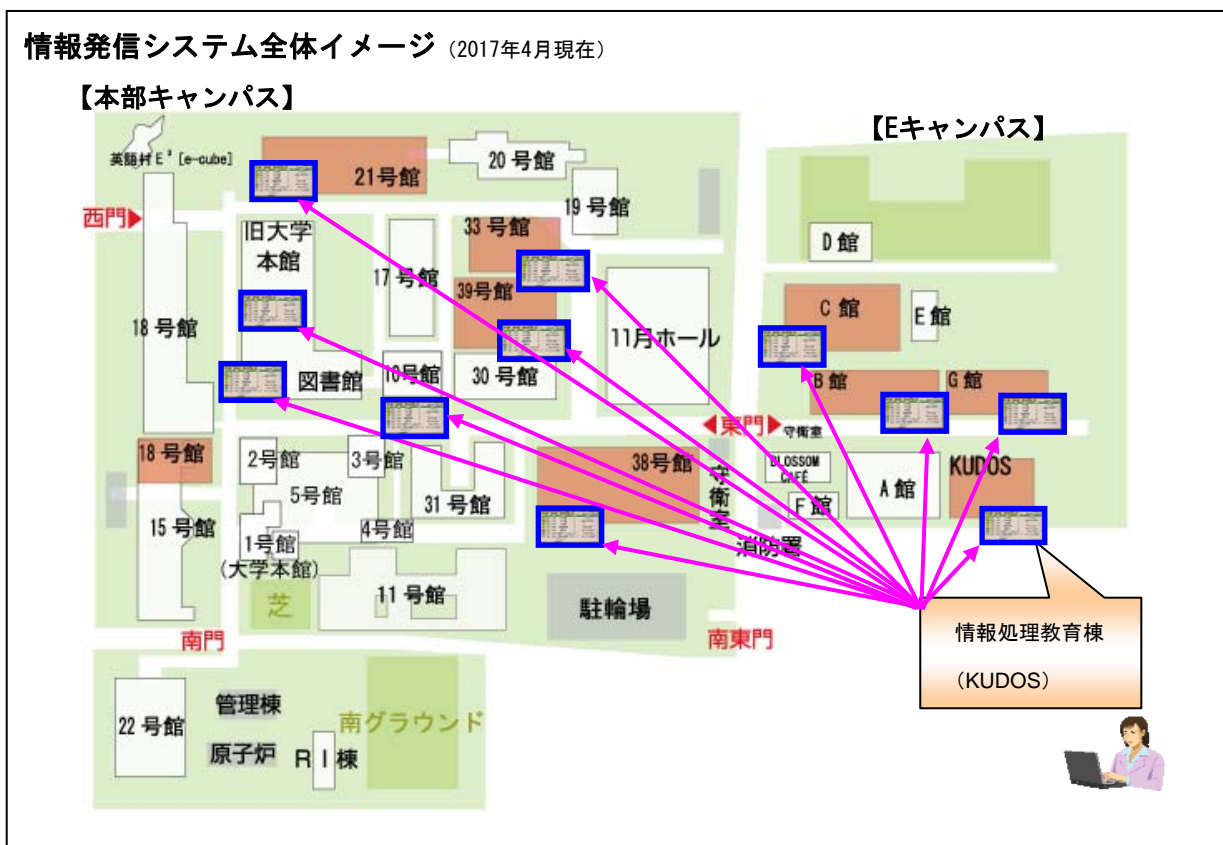 情報発信システム全体イメージ（2017年4月現在）
【本部キャンパス】
【Eキャンパス】
英語村E³［e-cube］
21号館
20号館
19号館
西門▶
旧大学
本館
17号館
33号館
39号館
D館
C館
E館
18号館
図書館
10号館
30号館
11月ホール
B館
G館
◀東門▶
守衛室
18号館
2号館
3号館
5号館
31号館
38号館
守衛室
BLOSSOM
CAFÉ
F館
A館
KUDOS
15号館
1号館
(大学本館)
4号館
消防署
芝
11号館
駐輪場
南門
南東門
情報処理教育棟
（KUDOS）
22号館
管理棟
原子炉
RI棟
南グラウンド